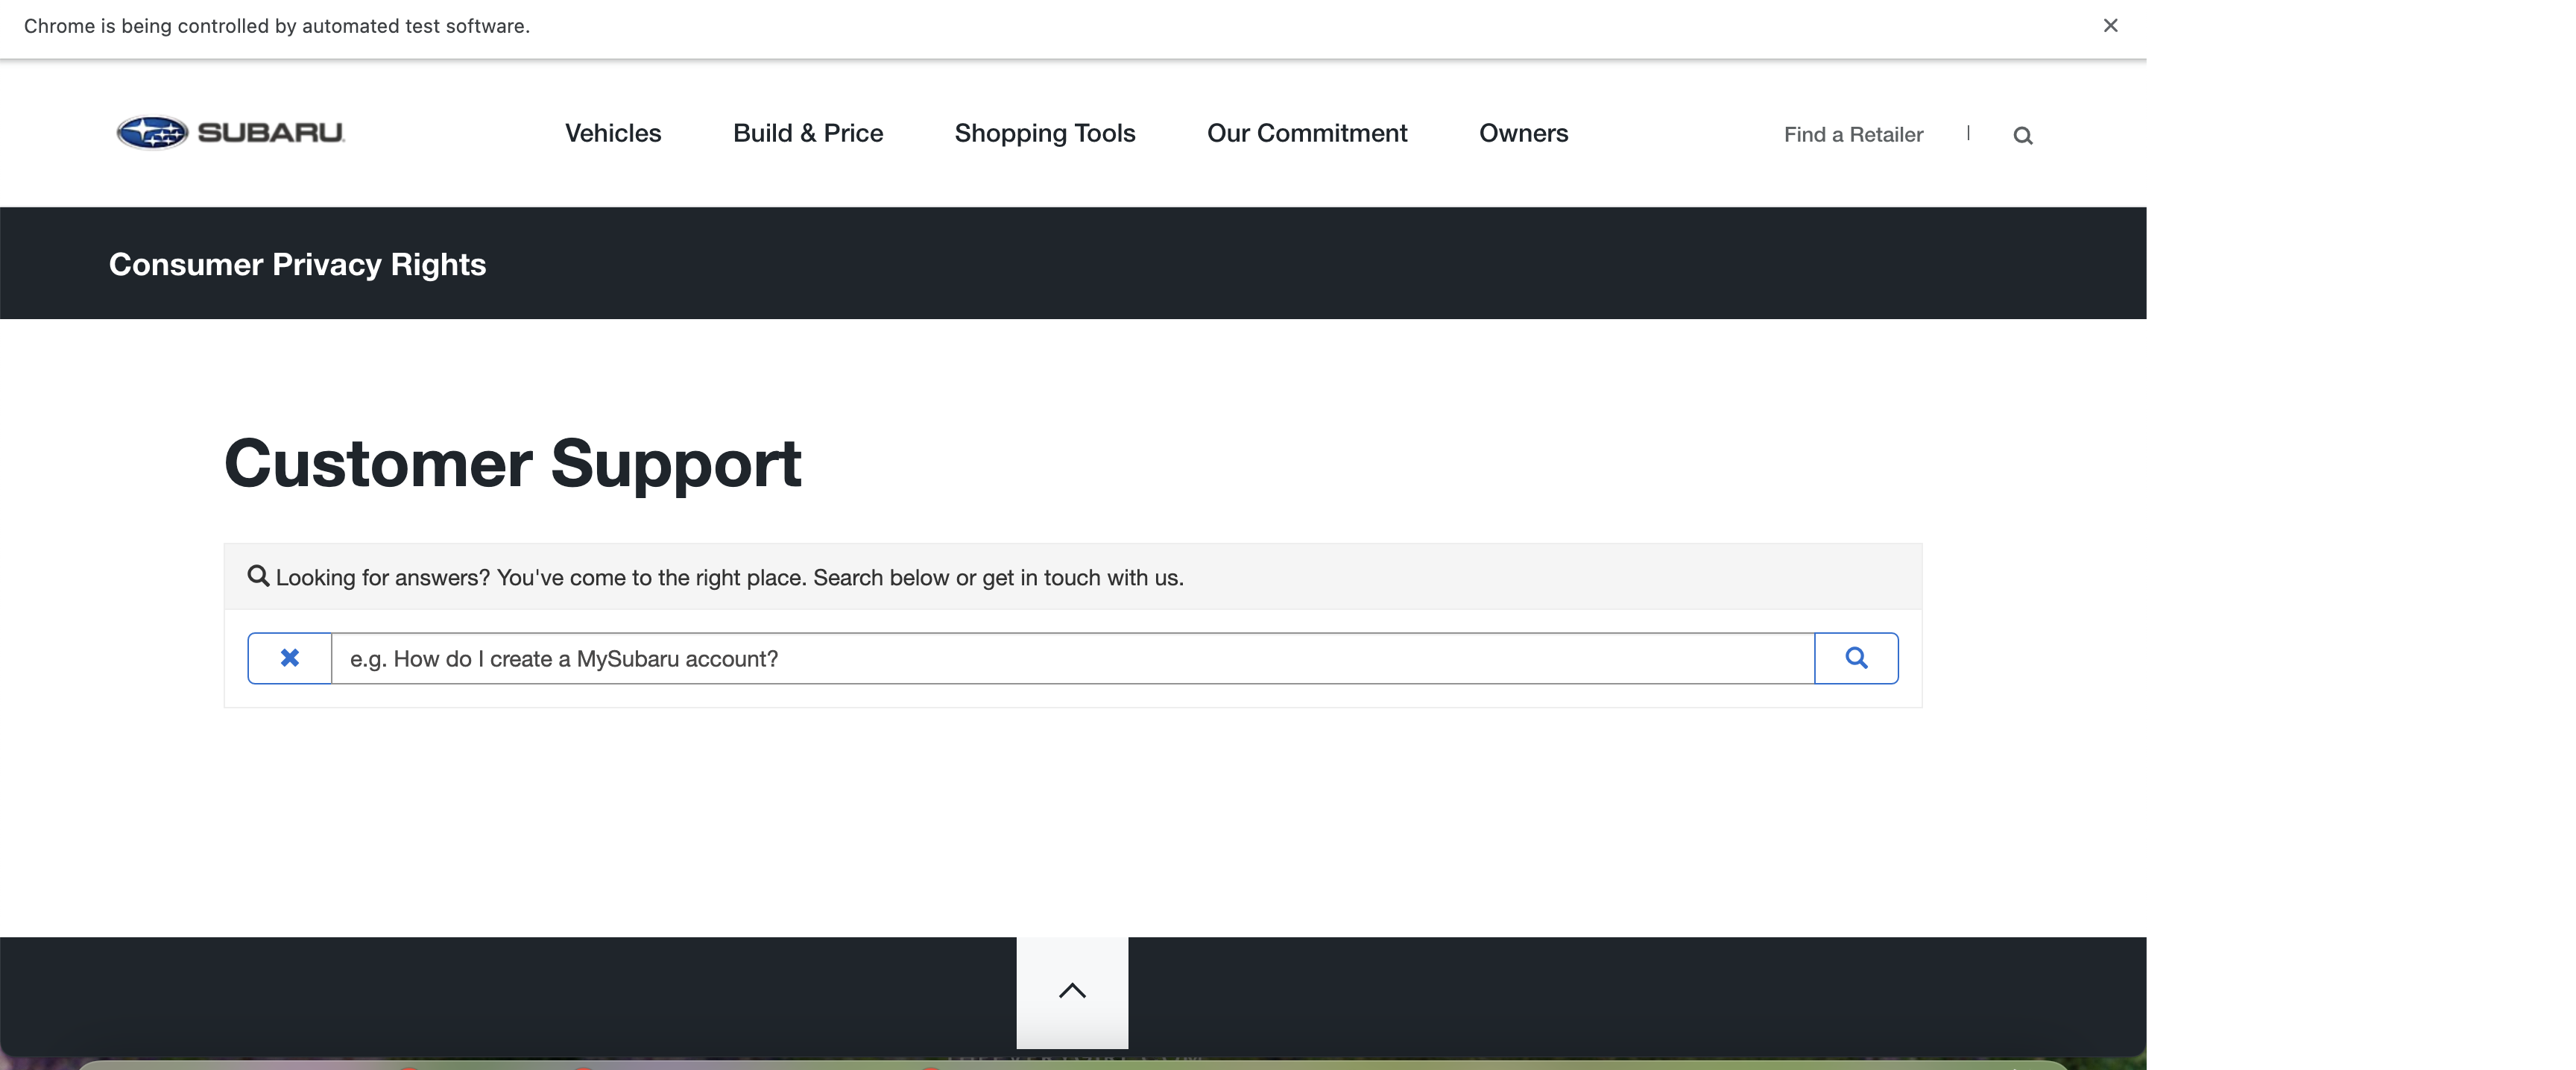 Chrome is being controlled by automated test software.
SUBARU
Vehicles
Build & Price
Shopping Tools
Our Commitment
Owners
Find a Retailer
Consumer Privacy Rights
Customer Support
Looking for answers? You've come to the right place. Search below or get in touch with us.
e.g. How do I create a MySubaru account?